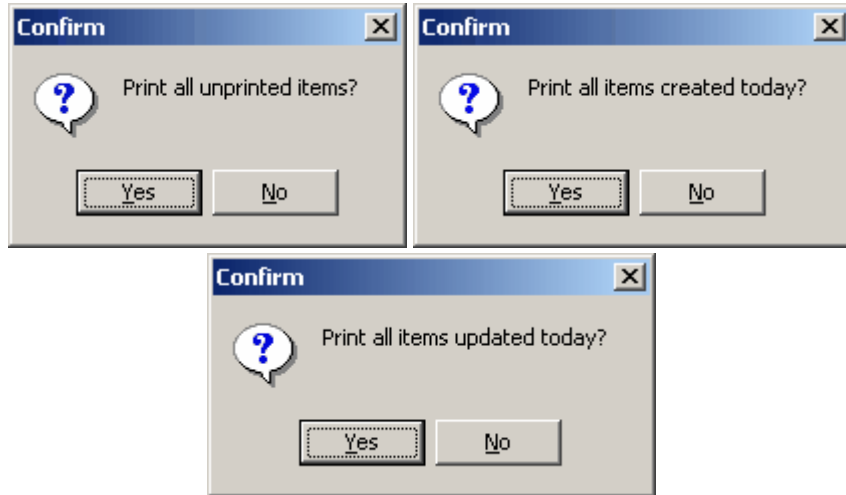 Confirm
Print all unprinted items?
Yes No
Confirm
Print all items created today?
Yes No
Confirm
Print all items updated today?
Yes No